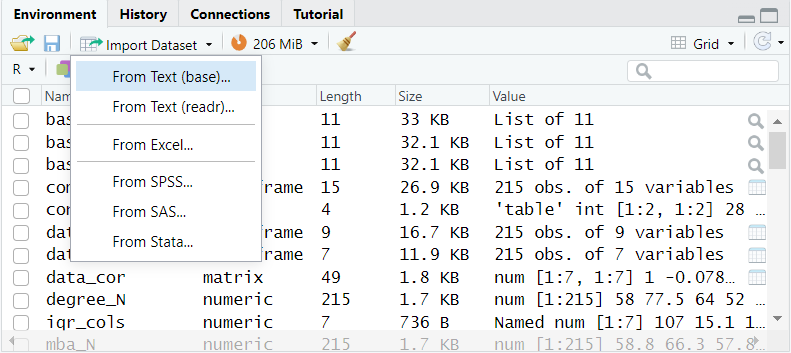 Environment History Connections Tutorial
Import Dataset 206 MiB Grid
R
From Text (base)...
From Text (readr)...
From Excel...
From SPSS...
From SAS...
From Stata...
Na Length Size Value
bas 11 33 KB List of 11
bas 11 32.1 KB List of 11
bas 11 32.1 KB List of 11
con frame 15 26.9 KB 215 obs. of 15 variables
con 4 1.2 KB 'table' int [1:2, 1:2] 28 …
dat frame 9 16.7 KB 215 obs. of 9 variables
dat frame 7 11.9 KB 215 obs. of 7 variables
data_cor matrix 49 1.8 KB num [1:7, 1:7] 1 -0.078…
degree_N numeric 215 1.7 KB num [1:215] 58 77.5 64 52 …
iqr_cols numeric 7 736 B Named num [1:7] 107 15.1 1…
mba_N numeric 215 1.7 KB num [1:215] 58.8 66.3 57.8…